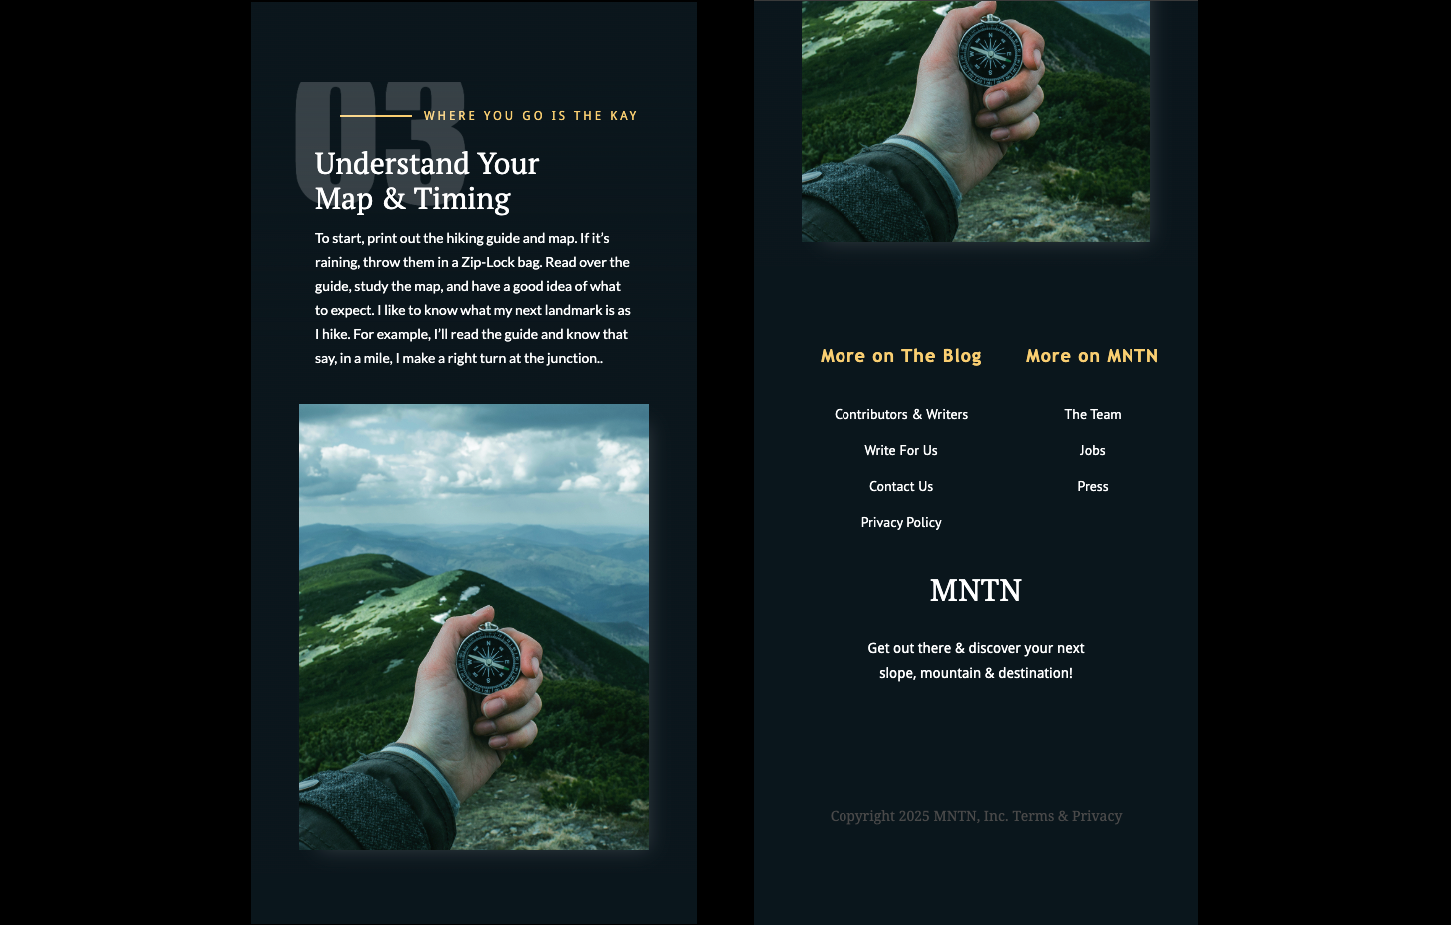 03
WHERE YOU GO IS THE KAY
Understand Your
Map & Timing
To start, print out the hiking guide and map. If it's
raining, throw them in a Zip-Lock bag. Read over the
guide, study the map, and have a good idea of what
to expect. I like to know what my next landmark is as
I hike. For example, I'll read the guide and know that
say, in a mile, I make a right turn at the junction..
More on The Blog
Contributors & Writers
Write For Us
Contact Us
Privacy Policy
More on MNTN
The Team
Jobs
Press
MNTN
Get out there & discover your next
slope, mountain & destination!
Copyright 2025 MNTN, Inc. Terms & Privacy